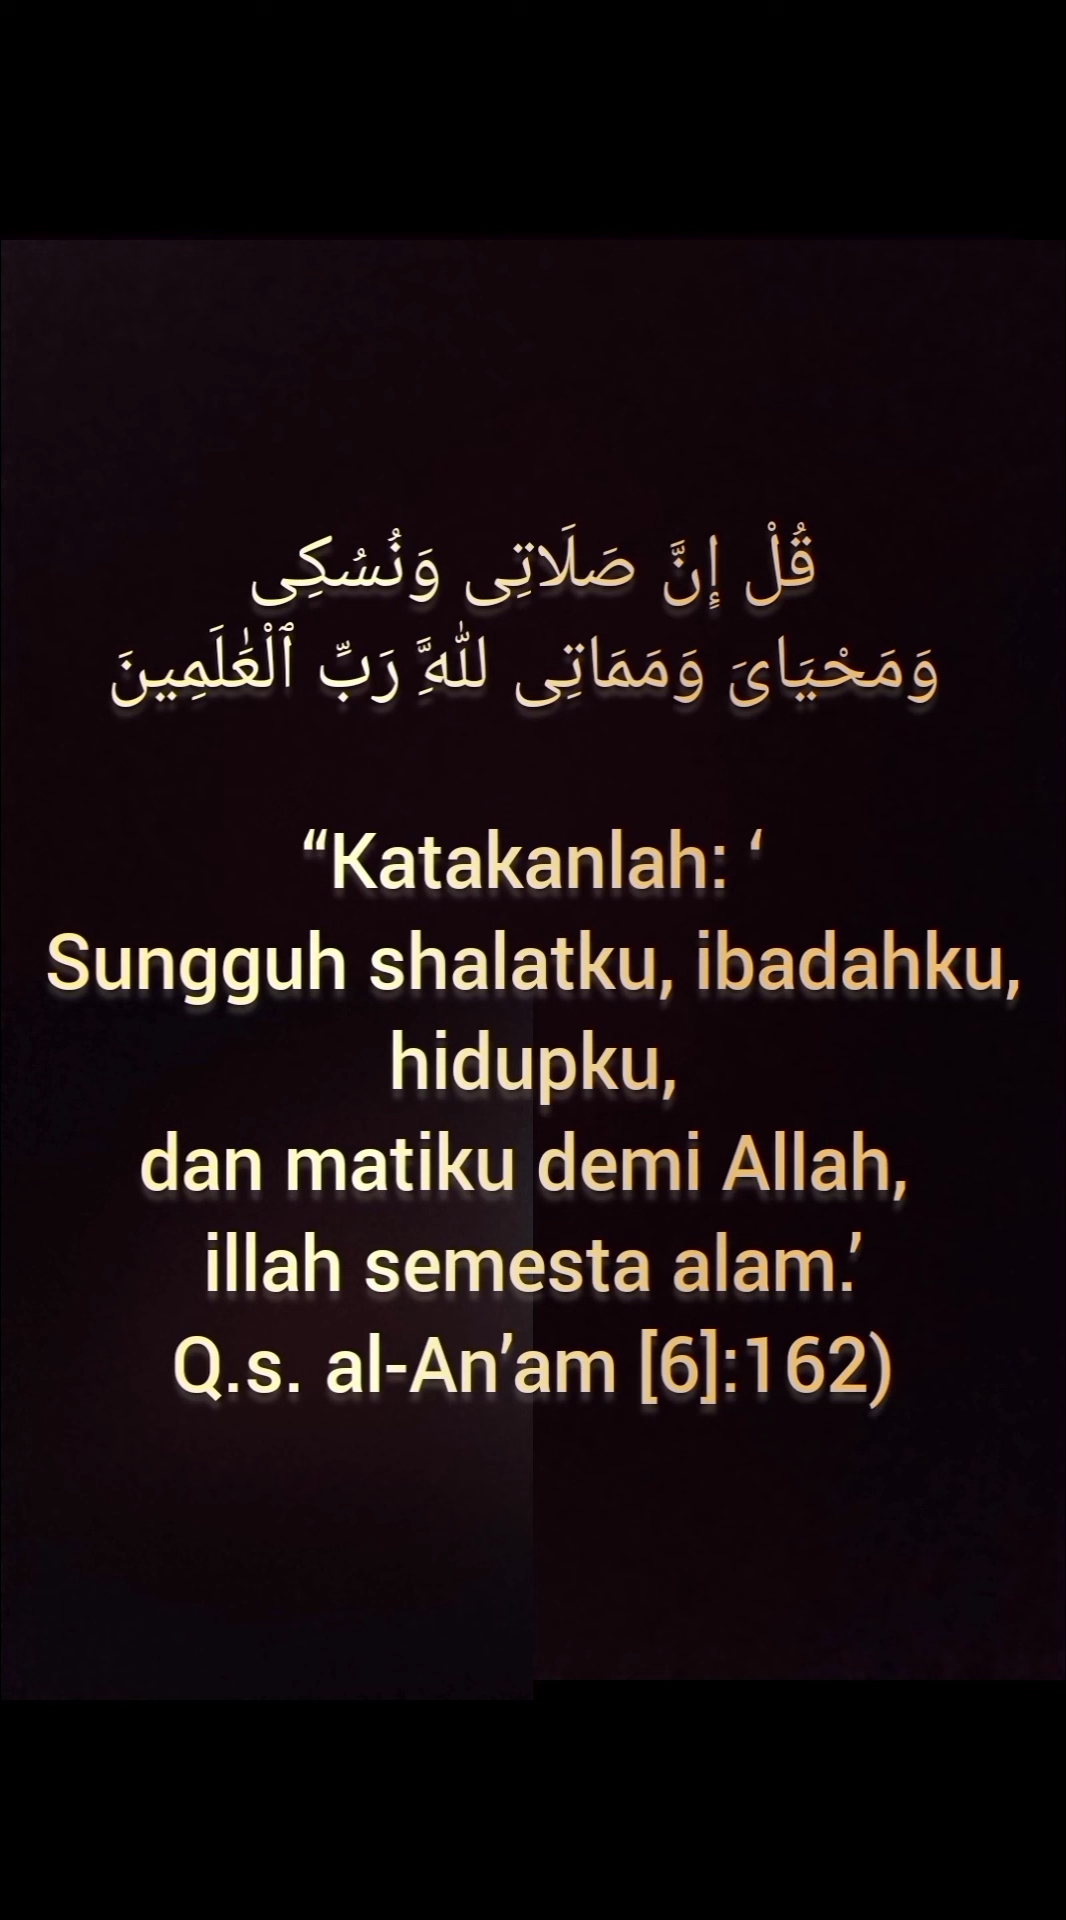 قُلْ إِنَّ صَلَاتِى وَنُسُكِى
وَمَحْيَاىَ وَمَمَاتِى للَّهِ رَبِّ ٱلْعَٰلَمِينَ
“Katakanlah: ‘
Sungguh shalatku, ibadahku,
hidupku,
dan matiku demi Allah,
illah semesta alam.’
Q.s. al-An’am [6]:162)